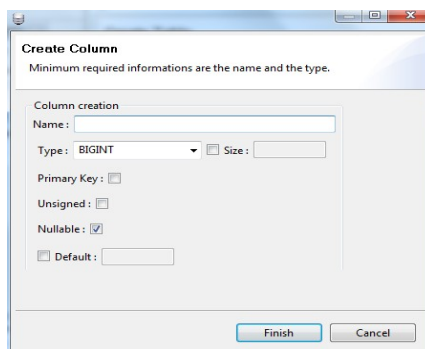 Create Column
Minimum required informations are the name and the type.
Column creation
Name :
Type : BIGINT Size :
Primary Key :
Unsigned :
Nullable :
Default :
Finish Cancel